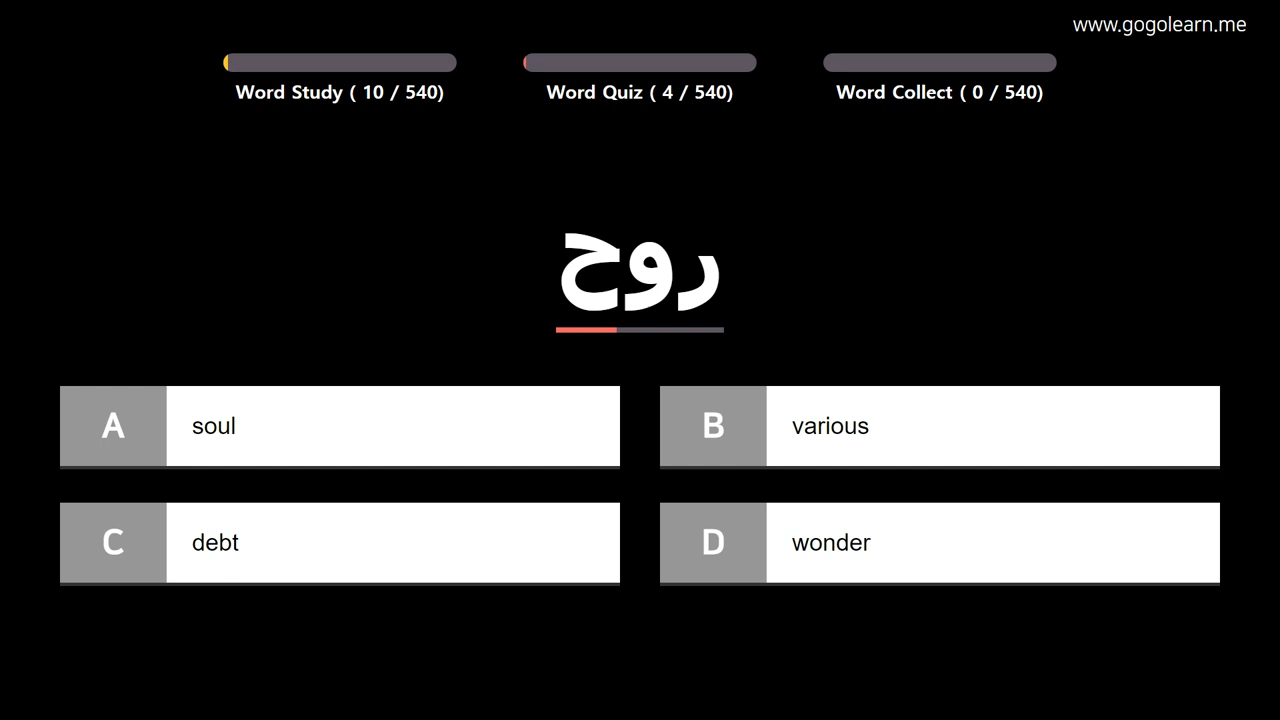 www.gogolearn.me
Word Study ( 10 / 540)
Word Quiz ( 4 / 540)
Word Collect ( 0 / 540)
روح
A soul
B various
C debt
D wonder